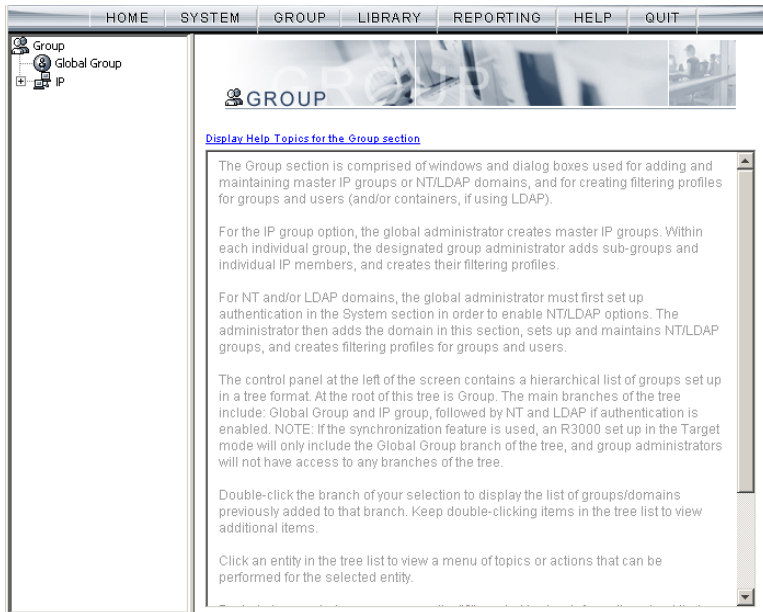 HOME SYSTEM GROUP LIBRARY REPORTING HELP QUIT
Group
Global Group
IP
GROUP
GROUP
Display Help Topics for the Group section
The Group section is comprised of windows and dialog boxes used for adding and
maintaining master IP groups or NT/LDAP domains, and for creating filtering profiles
for groups and users (and/or containers, if using LDAP).
For the IP group option, the global administrator creates master IP groups. Within
each individual group, the designated group administrator adds sub-groups and
individual IP members, and creates their filtering profiles.
For NT and/or LDAP domains, the global administrator must first set up
authentication in the System section in order to enable NT/LDAP options. The
administrator then adds the domain in this section, sets up and maintains NT/LDAP
groups, and creates filtering profiles for groups and users.
The control panel at the left of the screen contains a hierarchical list of groups set up
in a tree format. At the root of this tree is Group. The main branches of the tree
include: Global Group and IP group, followed by NT and LDAP if authentication is
enabled. NOTE: If the synchronization feature is used, an R3000 set up in the Target
mode will only include the Global Group branch of the tree, and group administrators
will not have access to any branches of the tree.
Double-click the branch of your selection to display the list of groups/domains
previously added to that branch. Keep double-clicking items in the tree list to view
additional items.
Click an entity in the tree list to view a menu of topics or actions that can be
performed for the selected entity.